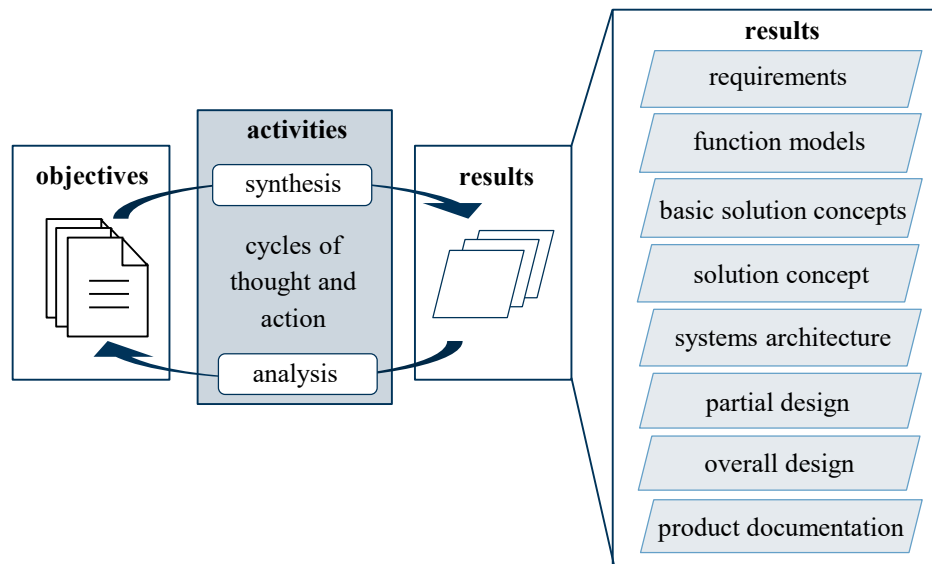 objectives
activities
synthesis
cycles of
thought and
action
analysis
results
results
requirements
function models
basic solution concepts
solution concept
systems architecture
partial design
overall design
product documentation